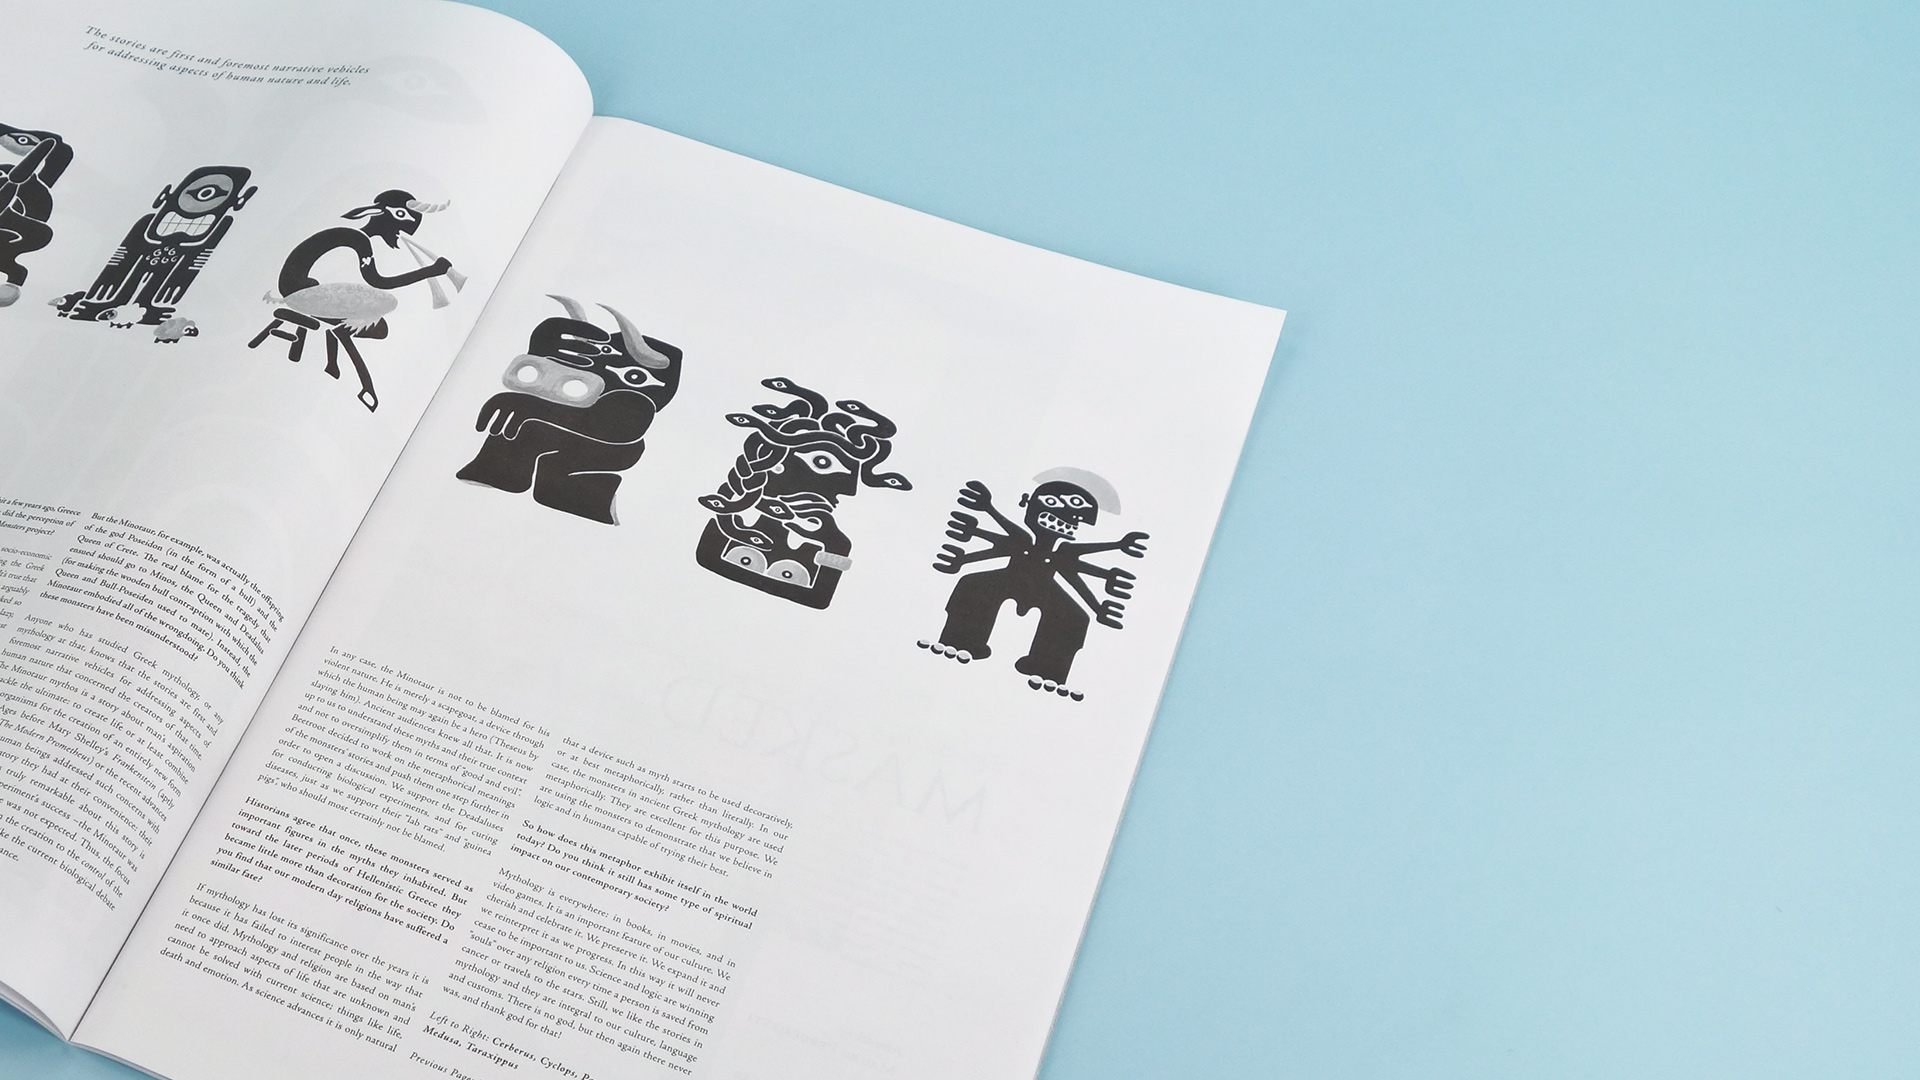 The stories are first and foremost narrative vehicles
for addressing aspects of human nature and life.
it a few years ago, Greece
did the perception of
Monsters project?
socio-economic
ng the Greek
It's true that
arguably
ked so
lazy.
But the Minotaur, for example, was actually the offspring
of the god Poseidon (in the form of a bull) and the
Queen of Crete. The real blame for the tragedy that
ensued should go to Minos, the Queen and Deadalus
(for making the wooden bull contraption with which the
Queen and Bull-Poseidon used to mate). Instead, the
Minotaur embodied all of the wrongdoing. Do you think
these monsters have been misunderstood?
Anyone who has studied Greek mythology, or any
mythology at that, knows that the stories are first and
foremost narrative vehicles for addressing aspects of
human nature that concerned the creators of that time.
The Minotaur mythos is a story about man's aspiration
tackle the ultimate: to create life, or at least, combine
organisms for the creation of an entirely new form
Ages before Mary Shelley's Frankenstein (aptly
The Modern Prometheus) or the recent advances
human beings addressed such concerns with
story they had at their convenience: their
truly remarkable about this story is
experiment's success –the Minotaur was
e was not expected. Thus, the focus
the creation to the control of the
like the current biological debate
In any case, the Minotaur is not to be blamed for his
violent nature. He is merely a scapegoat, a device through
which the human being may again be a hero (Theseus by
slaying him). Ancient audiences knew all that. It is now
up to us to understand these myths and their true context
and not to oversimplify them in terms of "good and evil".
Beetroot decided to work on the metaphorical meanings
of the monsters' stories and push them one step further in
order to open a discussion. We support the Deadaluses
for conducting biological experiments, and for curing
diseases, just as we support their "lab rats" and "guinea
pigs", who should most certainly not be blamed.
Historians agree that once, these monsters served as
important figures in the myths they inhabited. But
toward the later periods of Hellenistic Greece they
became little more than decoration for the society. Do
you find that our modern day religions have suffered a
similar fate?
If mythology has lost its significance over the years it is
because it has failed to interest people in the way that
it once did. Mythology and religion are based on man's
need to approach aspects of life that are unknown and
cannot be solved with current science; things like life,
death and emotion. As science advances it is only natural
that a device such as myth starts to be used decoratively,
or at best metaphorically, rather than literally. In our
case, the monsters in ancient Greek mythology are used
metaphorically. They are excellent for this purpose. We
are using the monsters to demonstrate that we believe in
logic and in humans capable of trying their best.
So how does this metaphor exhibit itself in the world
today? Do you think it still has some type of spiritual
impact on our contemporary society?
Mythology is everywhere: in books, in movies, and in
video games. It is an important feature of our culture. We
cherish and celebrate it. We preserve it. We expand it and
we reinterpret it as we progress. In this way it will never
cease to be important to us. Science and logic are winning
"souls" over any religion every time a person is saved from
cancer or travels to the stars. Still, we like the stories in
mythology and they are integral to our culture, language
and customs. There is no god, but then again there never
was, and thank god for that!
Left to Right: Cerberus, Cyclops, Pa
Medusa, Taraxippus
Previous Page: